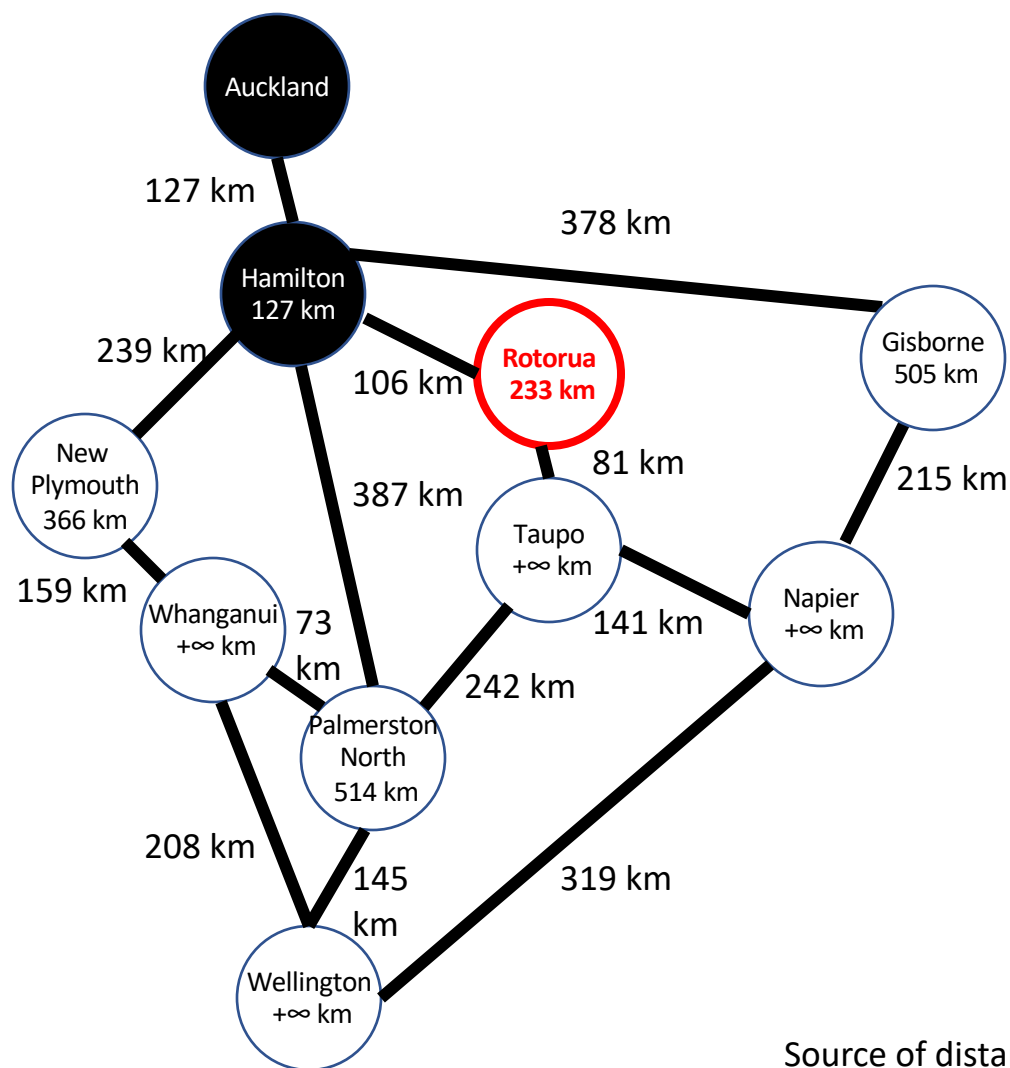 Auckland
127 km
378 km
Hamilton
127 km
239 km
106 km
Rotorua
233 km
Gisborne
505 km
New
Plymouth
366 km
387 km
81 km
215 km
Taupo
+∞ km
159 km
Whanganui
+∞ km
73
km
141 km
Napier
+∞ km
242 km
Palmerston
North
514 km
208 km
145
km
319 km
Wellington
+∞ km
Source of dista